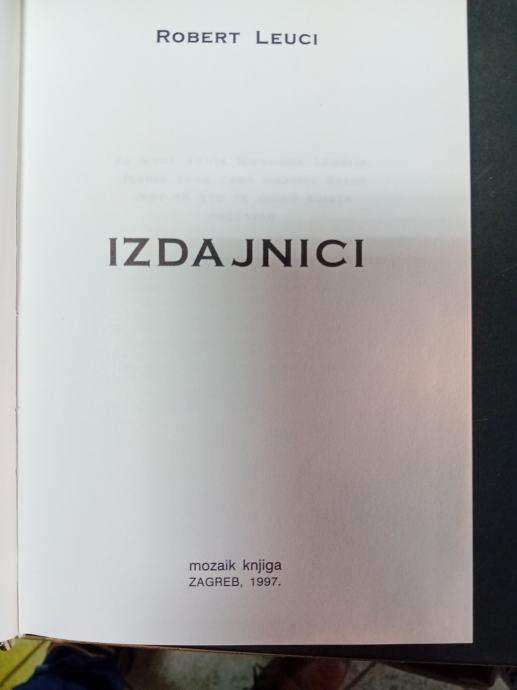 ROBERT LEUCI
IZDAJNICI
mozaik knjiga
ZAGREB, 1997.